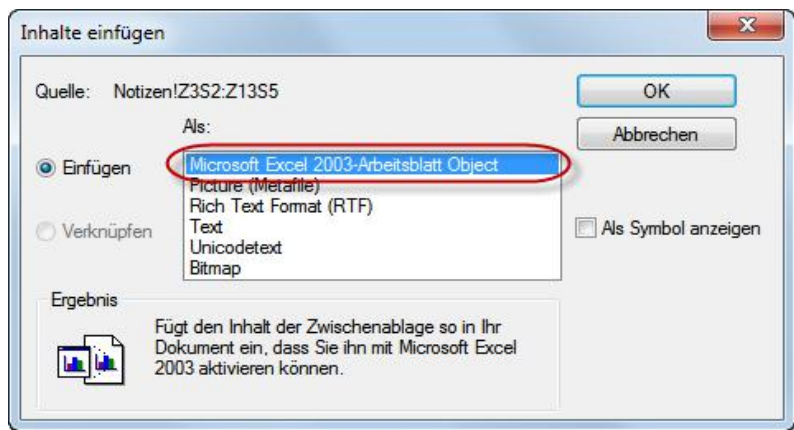 Inhalte einfügen
Quelle: Notizen!Z3S2:Z13S5
OK
Als:
Abbrechen
Einfügen
Microsoft Excel 2003-Arbeitsblatt Object
Picture (Metafile)
Rich Text Format (RTF)
Verknüpfen
Text
Als Symbol anzeigen
Unicodetext
Bitmap
Ergebnis
Fügt den Inhalt der Zwischenablage so in Ihr
Dokument ein, dass Sie ihn mit Microsoft Excel
2003 aktivieren können.